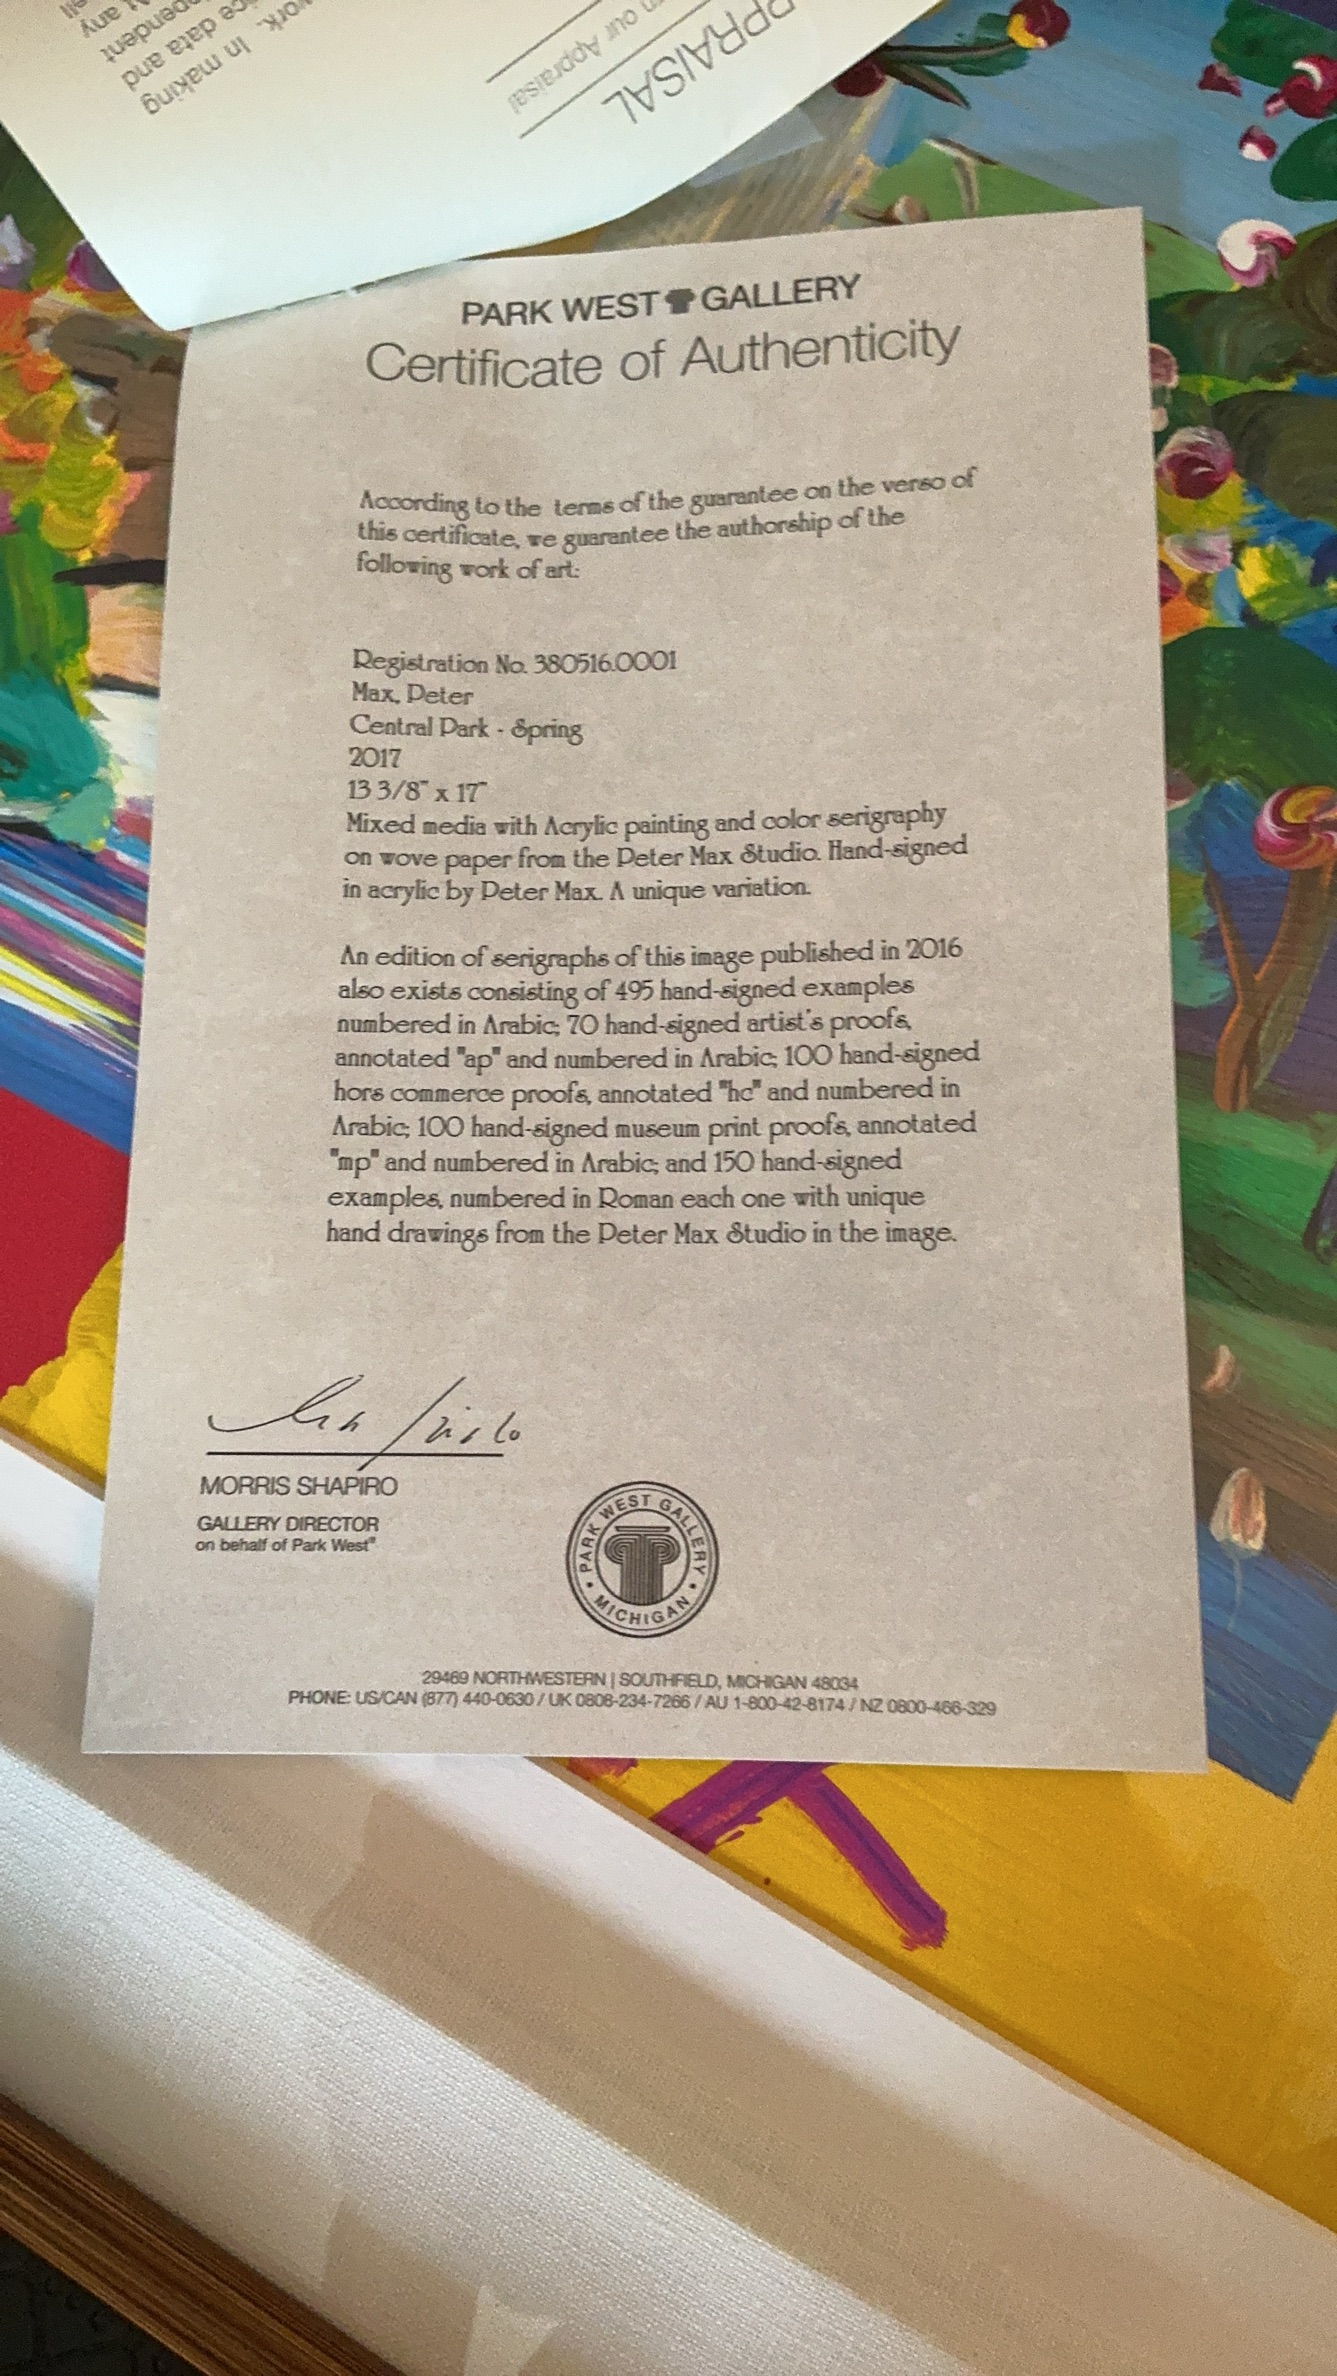 ork. In making
ce data and
pendent
At any
PPRAISAL
n our Appraisal
PARK WEST GALLERY
Certificate of Authenticity
According to the terms of the guarantee on the verso of
this certificate, we guarantee the authorship of the
following work of art:
Registration No. 380516.0001
Max, Peter
Central Park - Spring
2017
13 3/8" x 17"
Mixed media with Acrylic painting and color serigraphy
on wove paper from the Peter Max Studio. Hand-signed
in acrylic by Peter Max. A unique variation.
An edition of serigraphs of this image published in 2016
also exists consisting of 495 hand-signed examples
numbered in Arabic; 70 hand-signed artist's proofs,
annotated "ap" and numbered in Arabic; 100 hand-signed
hors commerce proofs, annotated "hc" and numbered in
Arabic; 100 hand-signed museum print proofs, annotated
"mp" and numbered in Arabic; and 150 hand-signed
examples, numbered in Roman each one with unique
hand drawings from the Peter Max Studio in the image.
MORRIS SHAPIRO
GALLERY DIRECTOR
on behalf of Park West®
PARK WEST GALLERY
• MICHIGAN •
29469 NORTHWESTERN | SOUTHFIELD, MICHIGAN 48034
PHONE: US/CAN (877) 440-0630 / UK 0808-234-7266 / AU 1-800-42-8174 / NZ 0800-466-329